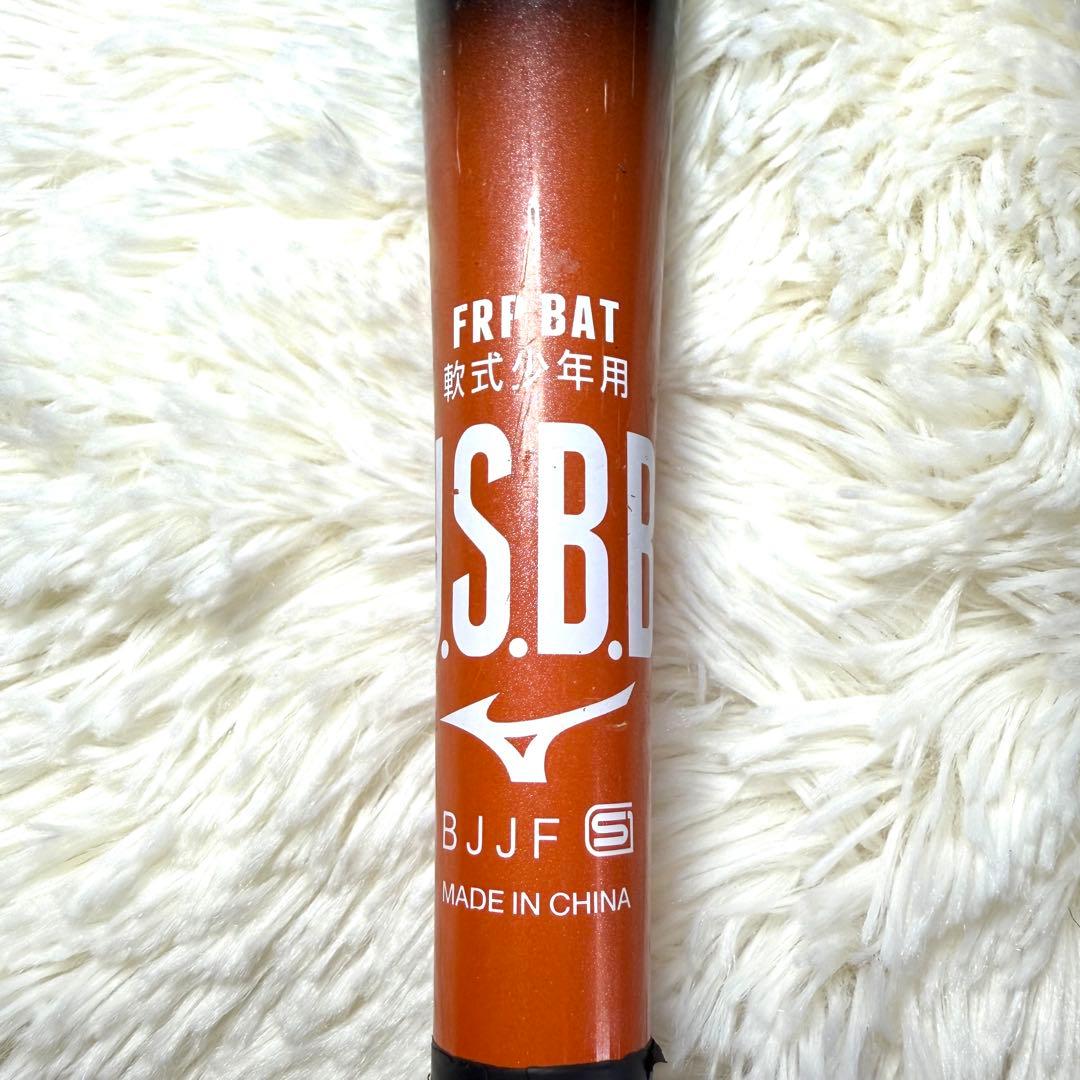 FRP BAT
軟式少年用
.S.B.B
BJJF S
MADE IN CHINA